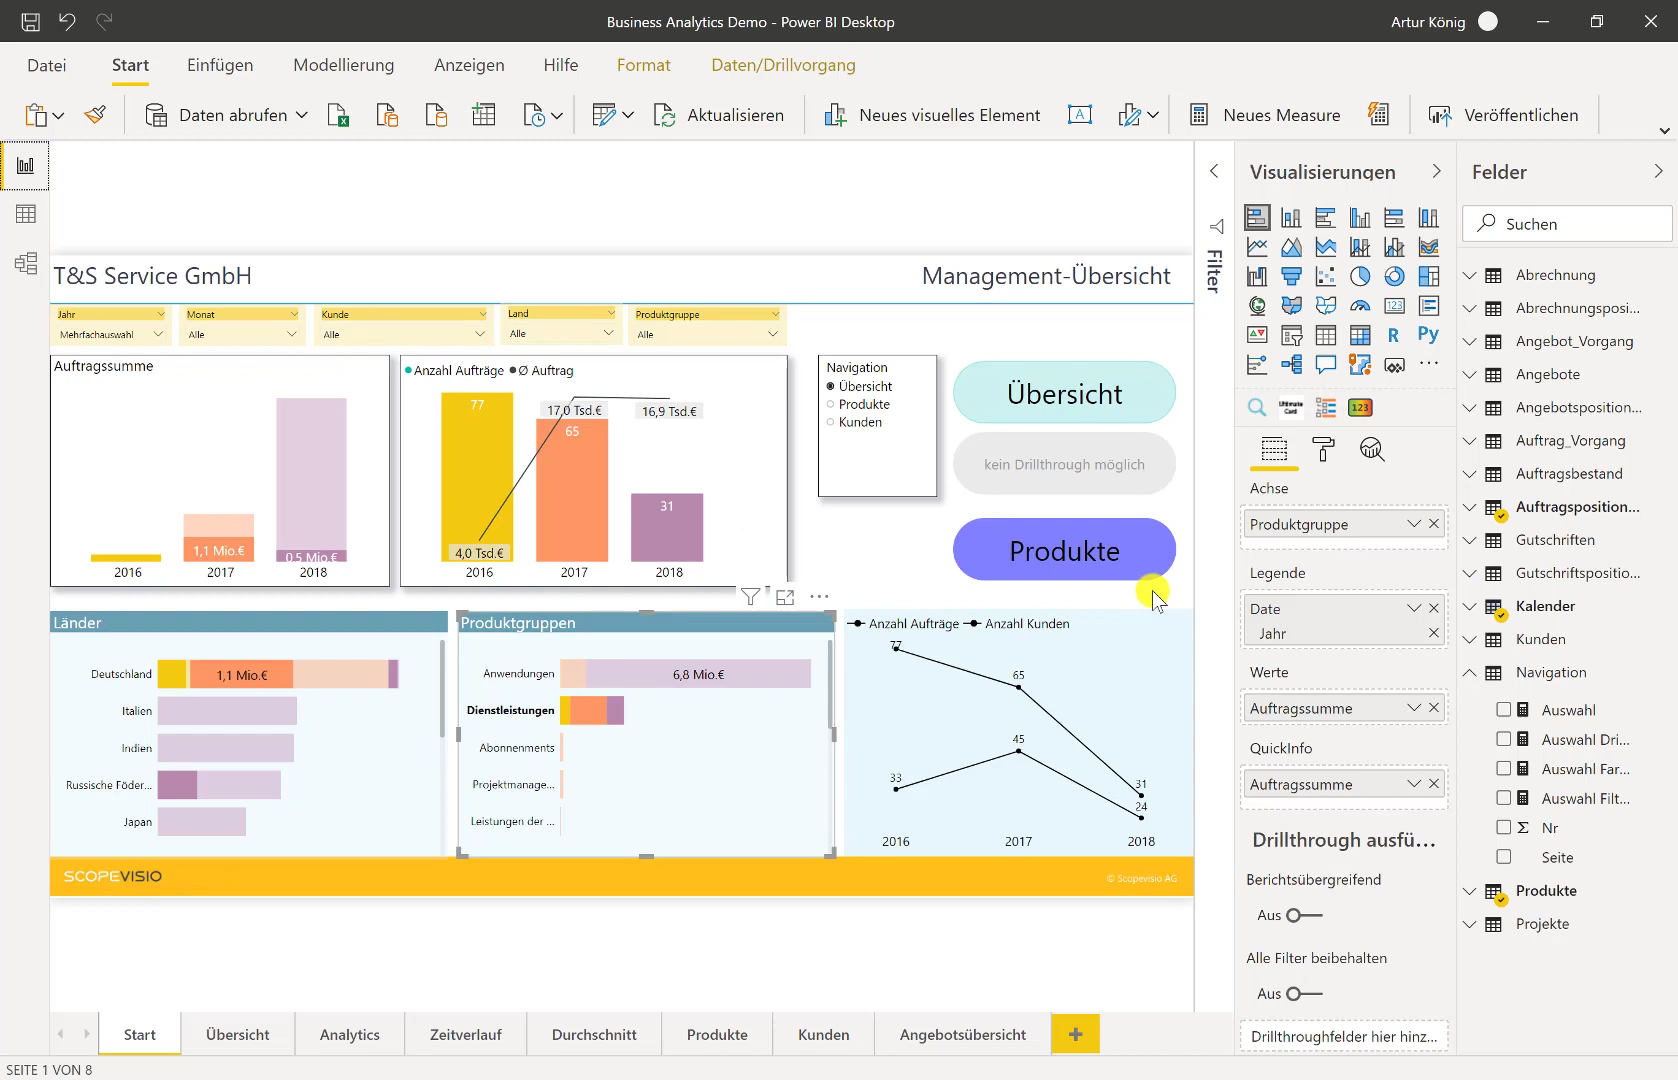 Business Analytics Demo - Power BI Desktop
Artur König
Datei
Start
Einfügen
Modellierung
Anzeigen
Hilfe
Format
Daten/Drillvorgang
Daten abrufen
Aktualisieren
Neues visuelles Element
Neues Measure
Veröffentlichen
T&S Service GmbH
Management-Übersicht
Jahr
Mehrfachauswahl
Monat
Alle
Kunde
Alle
Land
Alle
Produktgruppe
Alle
Auftragssumme
1,1 Mio.€
0,5 Mio.€
2016
2017
2018
Anzahl Aufträge
Ø Auftrag
77
17,0 Tsd.€
16,9 Tsd.€
65
31
4,0 Tsd.€
2016
2017
2018
Navigation
Übersicht
Produkte
Kunden
Übersicht
kein Drillthrough möglich
Produkte
Länder
Deutschland
1,1 Mio.€
Italien
Indien
Russische Föder...
Japan
Produktgruppen
Anwendungen
6,8 Mio.€
Dienstleistungen
Abonnenments
Projektmanage...
Leistungen der ...
Anzahl Aufträge
Anzahl Kunden
77
65
45
33
31
24
2016
2017
2018
SCOPEVISIO
© Scopevisio AG
Filter
Visualisierungen
R
Py
123
Ultimate
Card
123
Achse
Produktgruppe
Legende
Date
Jahr
Werte
Auftragssumme
QuickInfo
Auftragssumme
Drillthrough ausfü...
Berichtsübergreifend
Aus
Alle Filter beibehalten
Aus
Drillthroughfelder hier hinz...
Felder
Suchen
Abrechnung
Abrechnungsposi...
Angebot_Vorgang
Angebote
Angebotsposition...
Auftrag_Vorgang
Auftragsbestand
Auftragsposition...
Gutschriften
Gutschriftspositio...
Kalender
Kunden
Navigation
Auswahl
Auswahl Dri...
Auswahl Far...
Auswahl Filt...
Σ Nr
Seite
Produkte
Projekte
Start
Übersicht
Analytics
Zeitverlauf
Durchschnitt
Produkte
Kunden
Angebotsübersicht
+
SEITE 1 VON 8